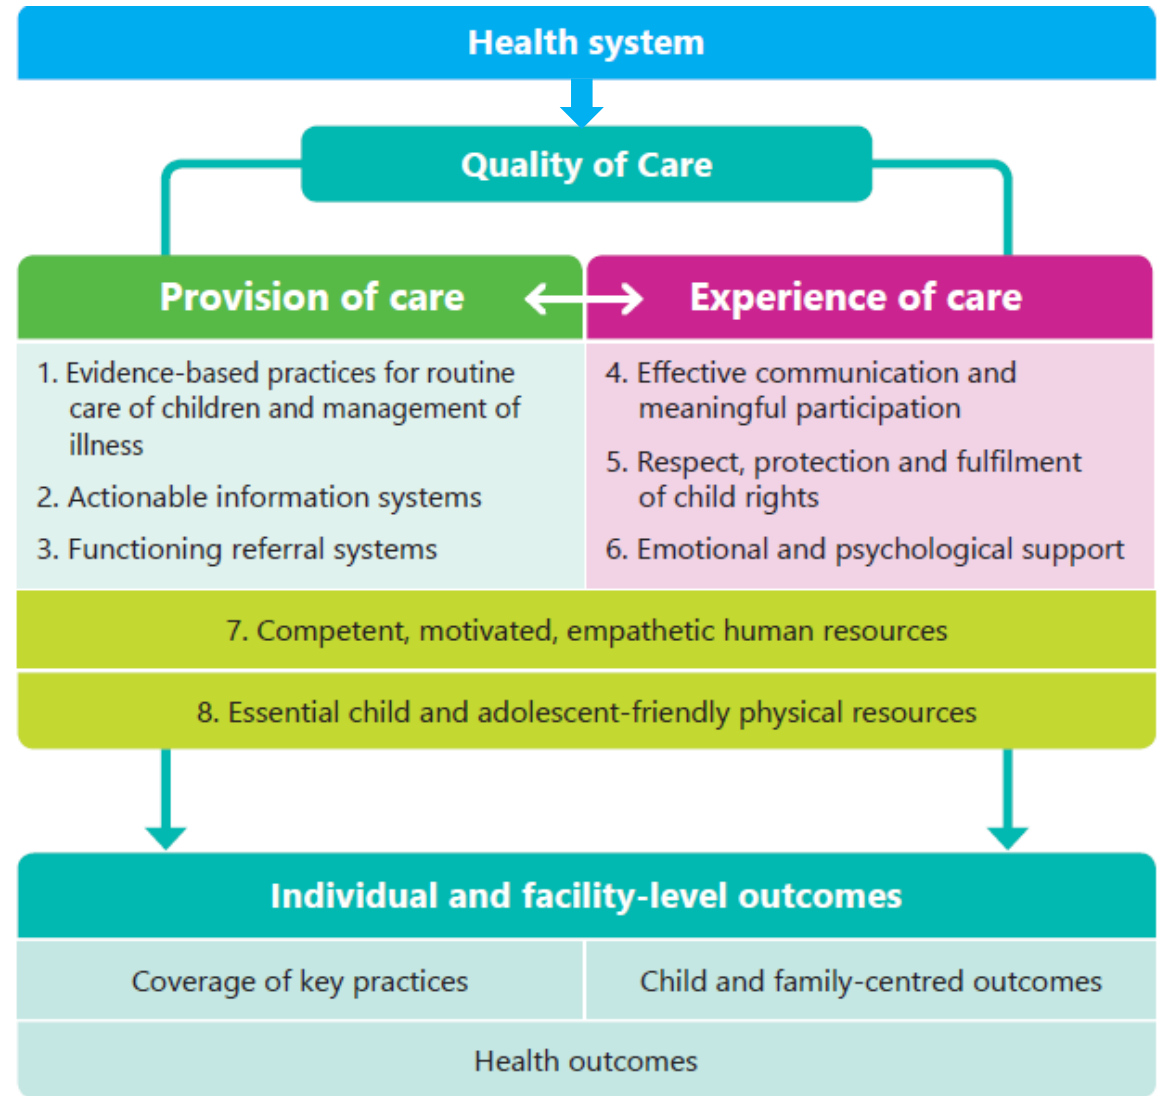 Health system
Quality of Care
Provision of care
Experience of care
1. Evidence-based practices for routine
care of children and management of
illness
2. Actionable information systems
3. Functioning referral systems
4. Effective communication and
meaningful participation
5. Respect, protection and fulfilment
of child rights
6. Emotional and psychological support
7. Competent, motivated, empathetic human resources
8. Essential child and adolescent-friendly physical resources
Individual and facility-level outcomes
Coverage of key practices
Child and family-centred outcomes
Health outcomes